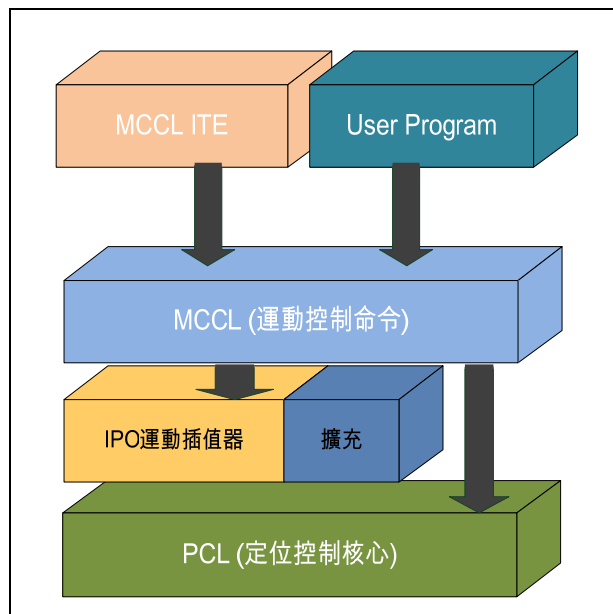 MCCL ITE
User Program
MCCL (運動控制命令)
IPO運動插值器
擴充
PCL (定位控制核心)